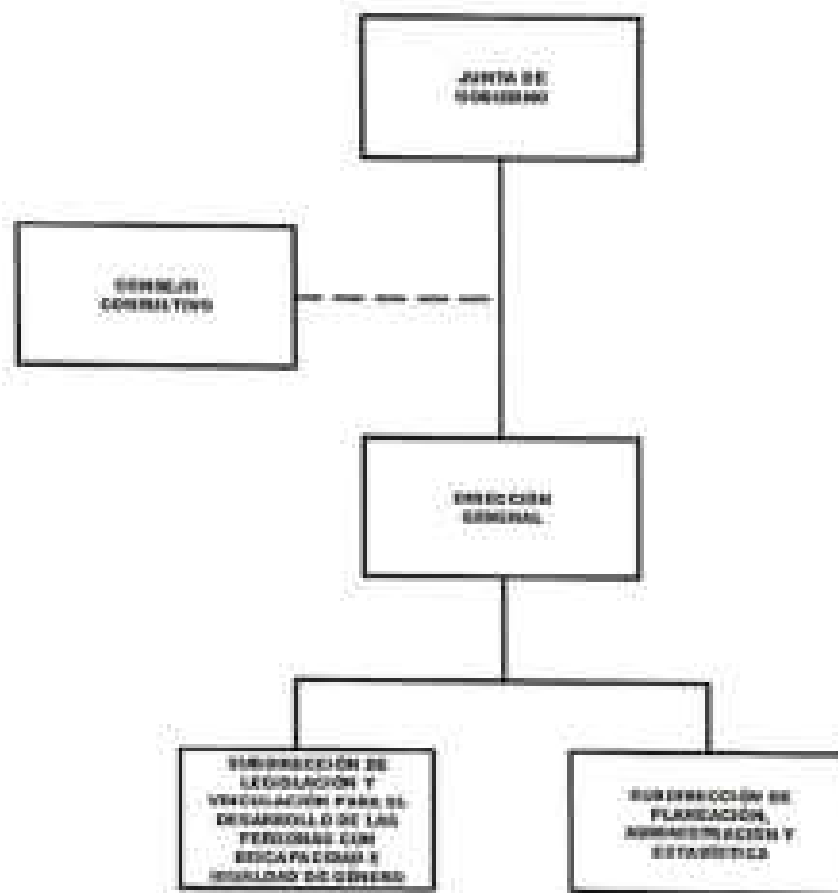 JUNTA DE
GOBIERNO
CONSEJO
CONSULTIVO
DIRECCIÓN
GENERAL
SUBDIRECCIÓN DE
LEGISLACIÓN Y
VINCULACIÓN PARA EL
DESARROLLO DE LAS
PERSONAS CON
DISCAPACIDAD E
IGUALDAD DE GÉNERO
SUBDIRECCIÓN DE
PLANEACIÓN,
ADMINISTRACIÓN Y
ESTADÍSTICA